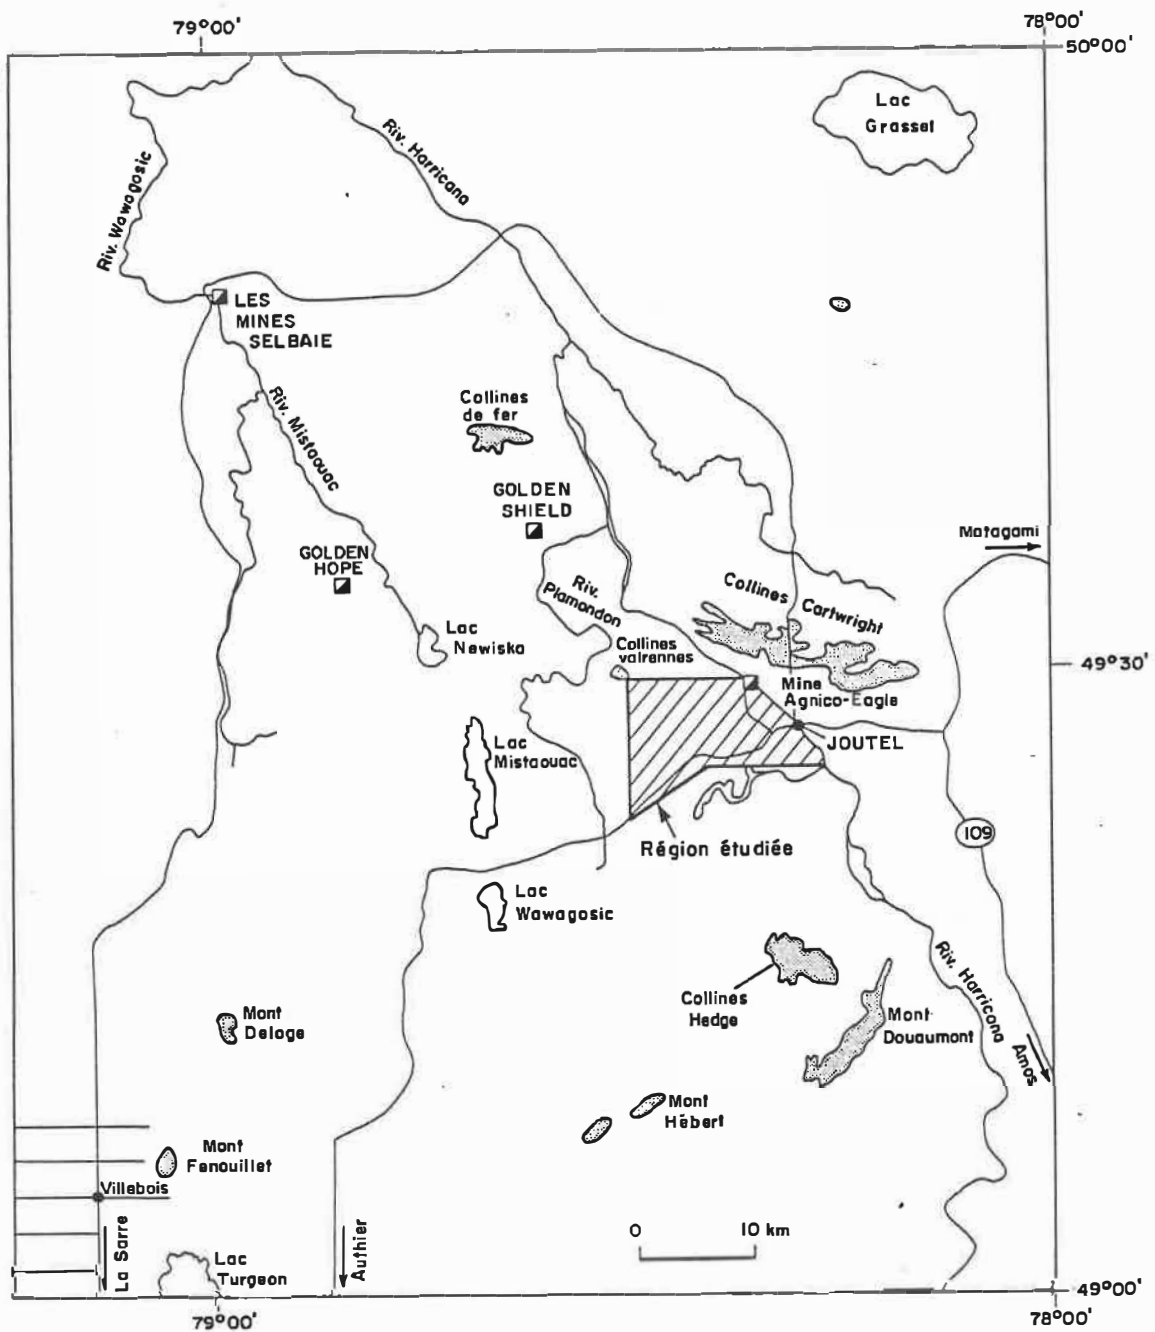 79°00'
78°00'
50°00'
Lac
Grasset
Riv. Harricana
Riv. Wawagosic
LES
MINES
SELBAIE
Riv. Mistaouac
Collines
de fer
GOLDEN
SHIELD
Matagami
GOLDEN
HOPE
Riv.
Plamondon
Collines Cartwright
Lac
Newiska
Collines
valrennes
49°30'
Mine
Agnico-Eagle
JOUTEL
Lac
Mistaouac
109
Région étudiée
Lac
Wawagosic
Riv. Harricana
Collines
Hedge
Mont
Douaumont
Mont
Deloge
Amos
Mont
Hébert
Mont
Fenouillet
Villebois
La Sarre
Authier
0 10 km
Lac
Turgeon
49°00'
79°00'
78°00'